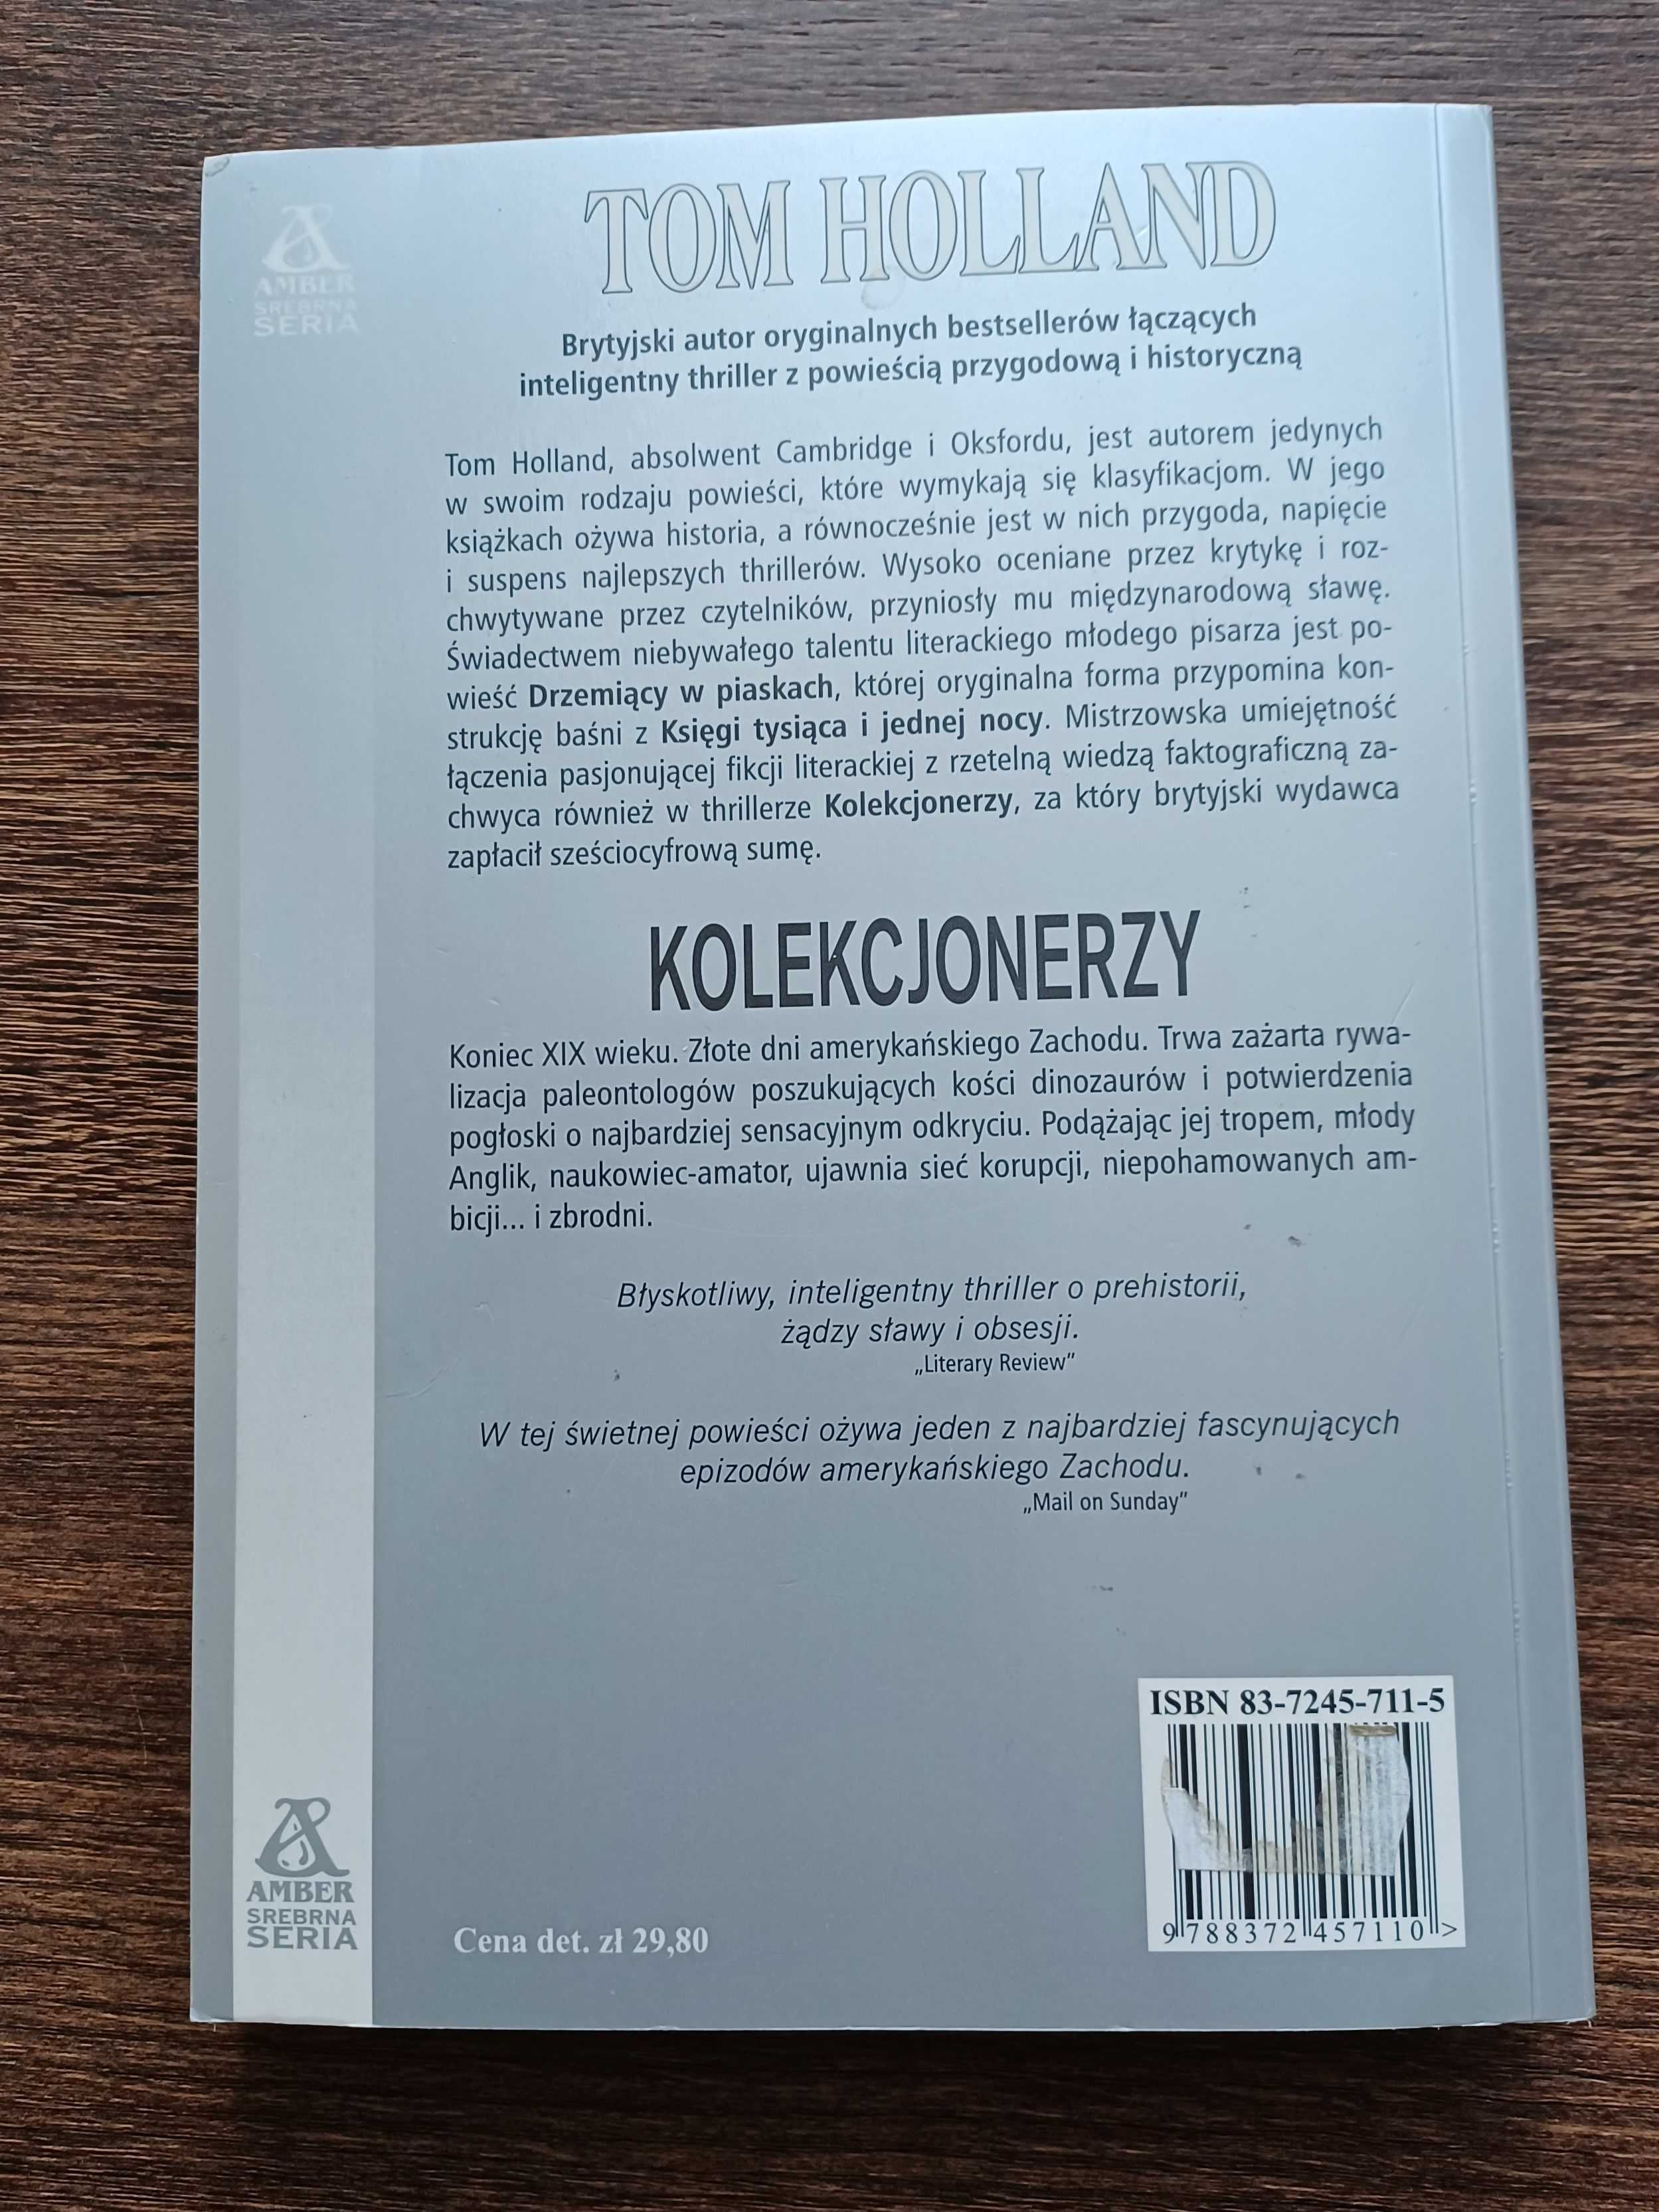 AMBER
SREBRNA
SERIA
TOM HOLLAND
Brytyjski autor oryginalnych bestsellerów łączących
inteligentny thriller z powieścią przygodową i historyczną
Tom Holland, absolwent Cambridge i Oksfordu, jest autorem jedynych
w swoim rodzaju powieści, które wymykają się klasyfikacjom. W jego
książkach ożywa historia, a równocześnie jest w nich przygoda, napięcie
i suspens najlepszych thrillerów. Wysoko oceniane przez krytykę i roz-
chwytywane przez czytelników, przyniosły mu międzynarodową sławę.
Świadectwem niebywałego talentu literackiego młodego pisarza jest po-
wieść Drzemiący w piaskach, której oryginalna forma przypomina kon-
strukcję baśni z Księgi tysiąca i jednej nocy. Mistrzowska umiejętność
łączenia pasjonującej fikcji literackiej z rzetelną wiedzą faktograficzną za-
chwyca również w thrillerze Kolekcjonerzy, za który brytyjski wydawca
zapłacił sześciocyfrową sumę.
KOLEKCJONERZY
Koniec XIX wieku. Złote dni amerykańskiego Zachodu. Trwa zażarta rywa-
lizacja paleontologów poszukujących kości dinozaurów i potwierdzenia
pogłoski o najbardziej sensacyjnym odkryciu. Podążając jej tropem, młody
Anglik, naukowiec-amator, ujawnia sieć korupcji, niepohamowanych am-
bicji... i zbrodni.
Błyskotliwy, inteligentny thriller o prehistorii,
żądzy sławy i obsesji.
„Literary Review”
W tej świetnej powieści ożywa jeden z najbardziej fascynujących
epizodów amerykańskiego Zachodu.
„Mail on Sunday”
ISBN 83-7245-711-5
9 788372 457110 >
AMBER
SREBRNA
SERIA
Cena det. zł 29,80